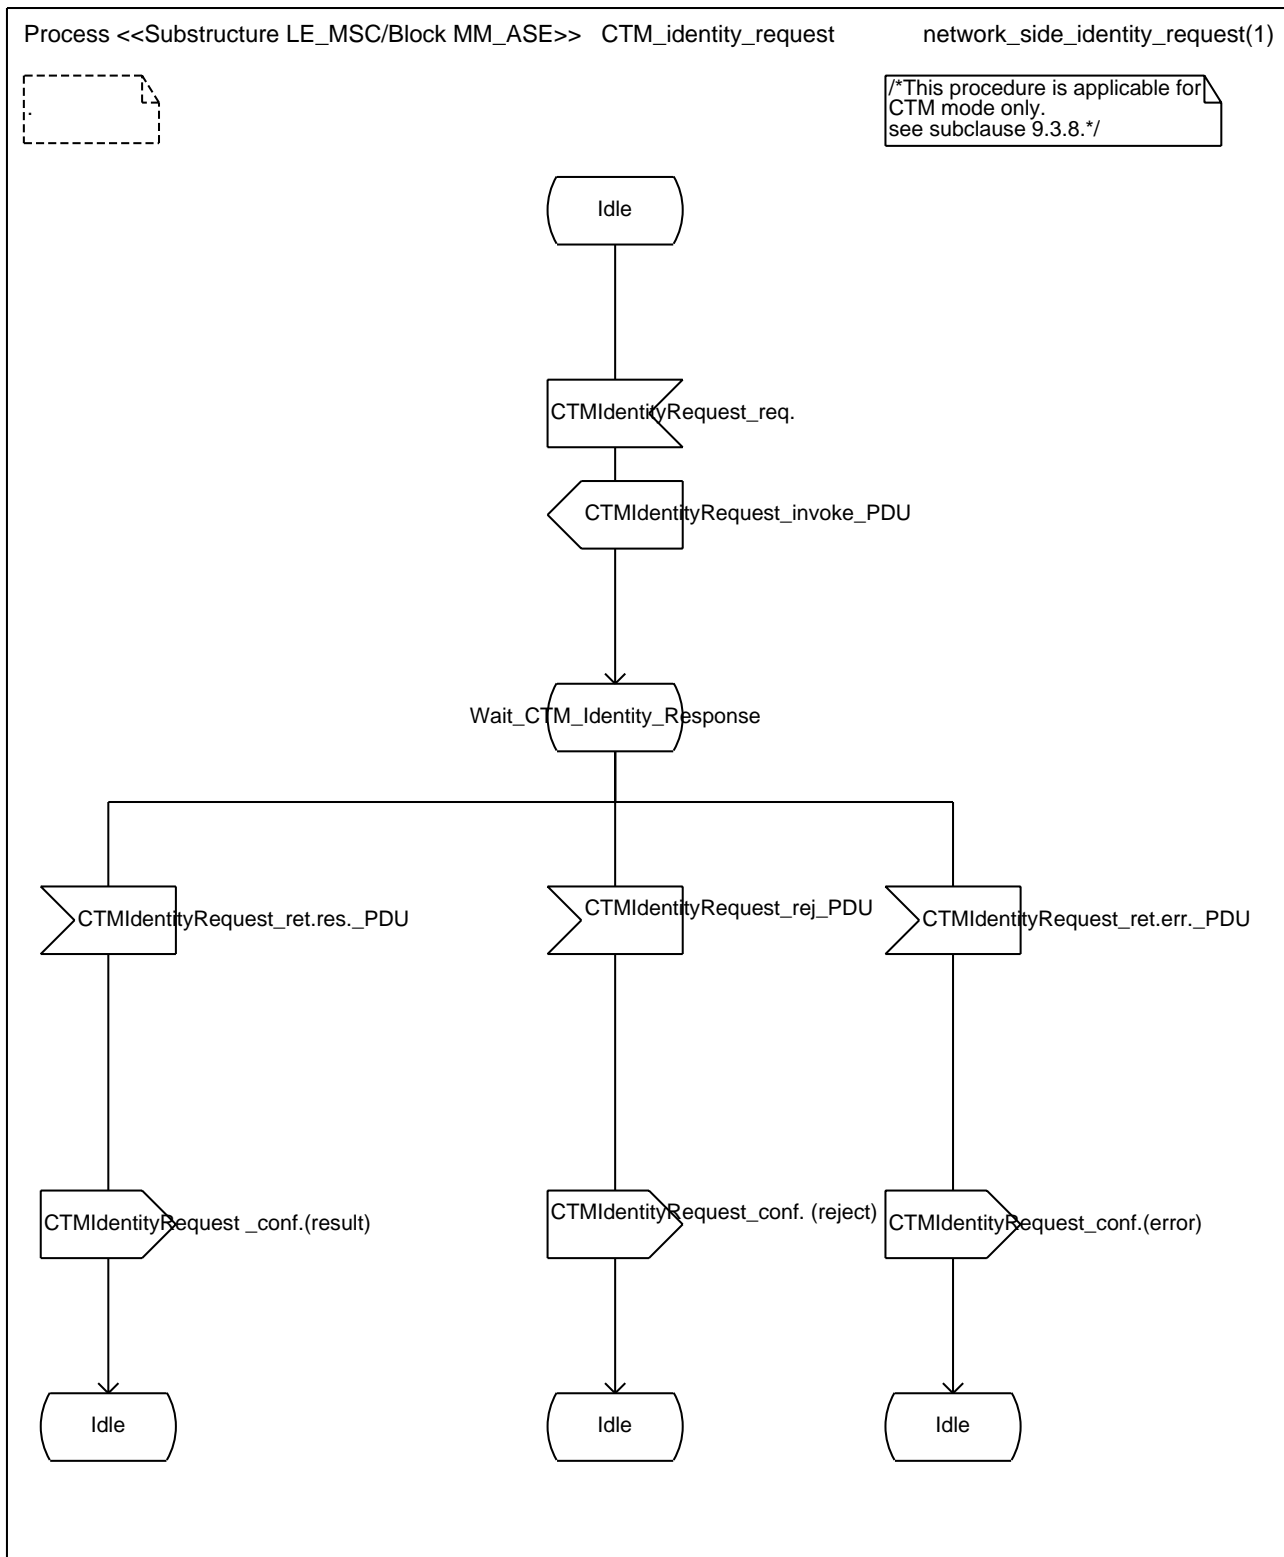 Process <<Substructure LE_MSC/Block MM_ASE>> CTM_identity_request network_side_identity_request(1)
.
/*This procedure is applicable for
CTM mode only.
see subclause 9.3.8.*/
Idle
CTMIdentityRequest_req.
CTMIdentityRequest_invoke_PDU
Wait_CTM_Identity_Response
CTMIdentityRequest_ret.res._PDU
CTMIdentityRequest_rej_PDU
CTMIdentityRequest_ret.err._PDU
CTMIdentityRequest _conf.(result)
CTMIdentityRequest_conf. (reject)
CTMIdentityRequest_conf.(error)
Idle
Idle
Idle